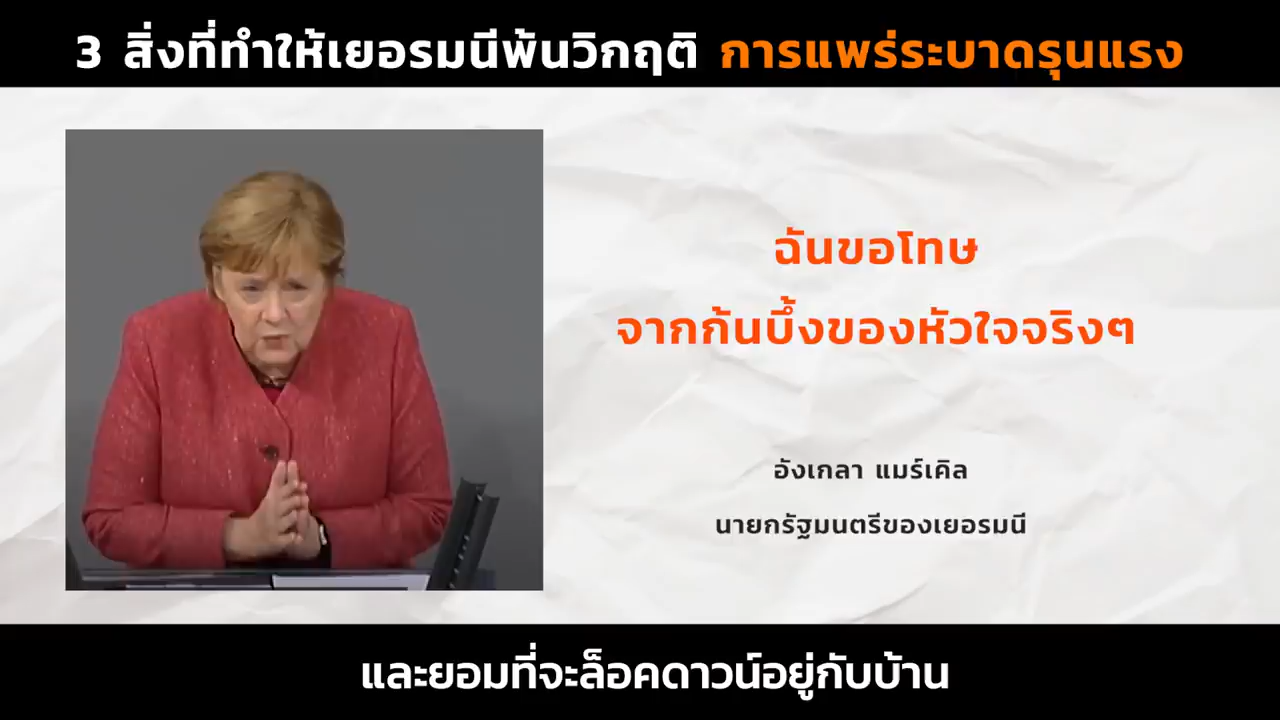 3 สิ่งที่ทำให้เยอรมนีพ้นวิกฤติ การแพร่ระบาดรุนแรง
ฉันขอโทษ
จากก้นบึ้งของหัวใจจริงๆ
อังเกลา แมร์เคิล
นายกรัฐมนตรีของเยอรมนี
และยอมที่จะล็อคดาวน์อยู่กับบ้าน